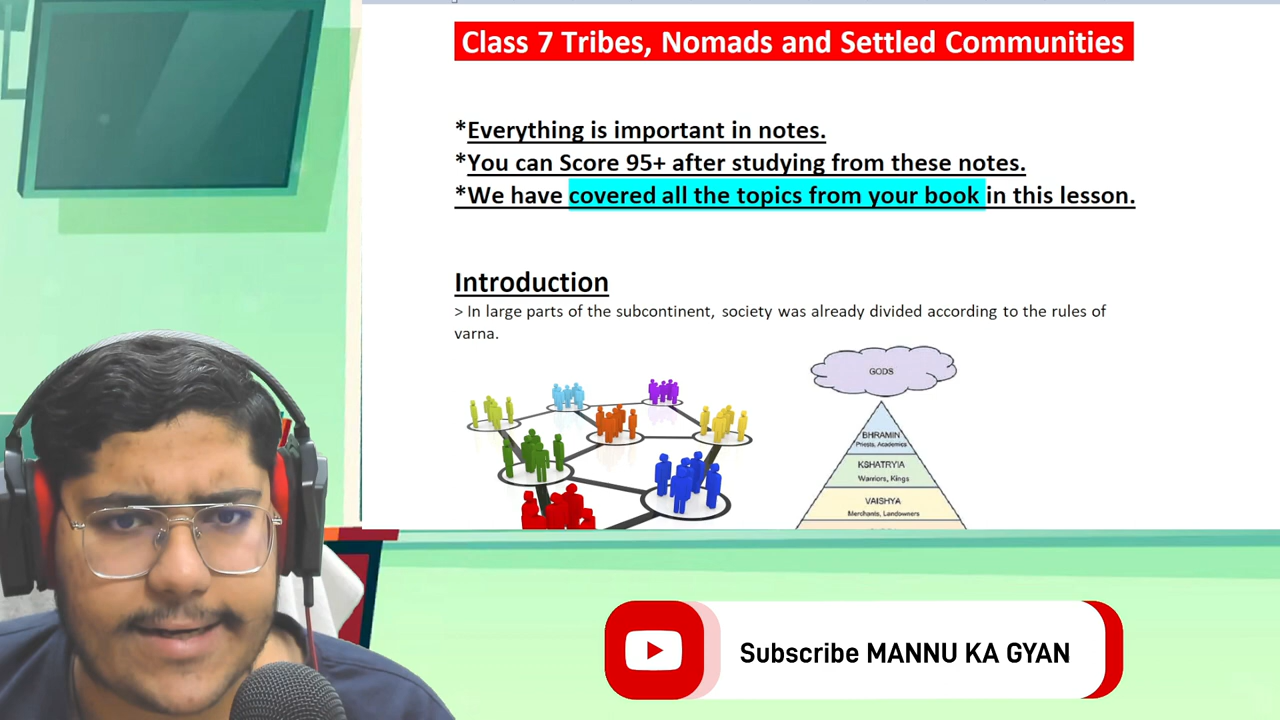 Class 7 Tribes, Nomads and Settled Communities
*Everything is important in notes.
*You can Score 95+ after studying from these notes.
*We have covered all the topics from your book in this lesson.
Introduction
> In large parts of the subcontinent, society was already divided according to the rules of
varna.
GODS
BHRAMIN
Priests, Academics
KSHATRYIA
Warriors, Kings
VAISHYA
Merchants, Landowners
Subscribe MANNU KA GYAN